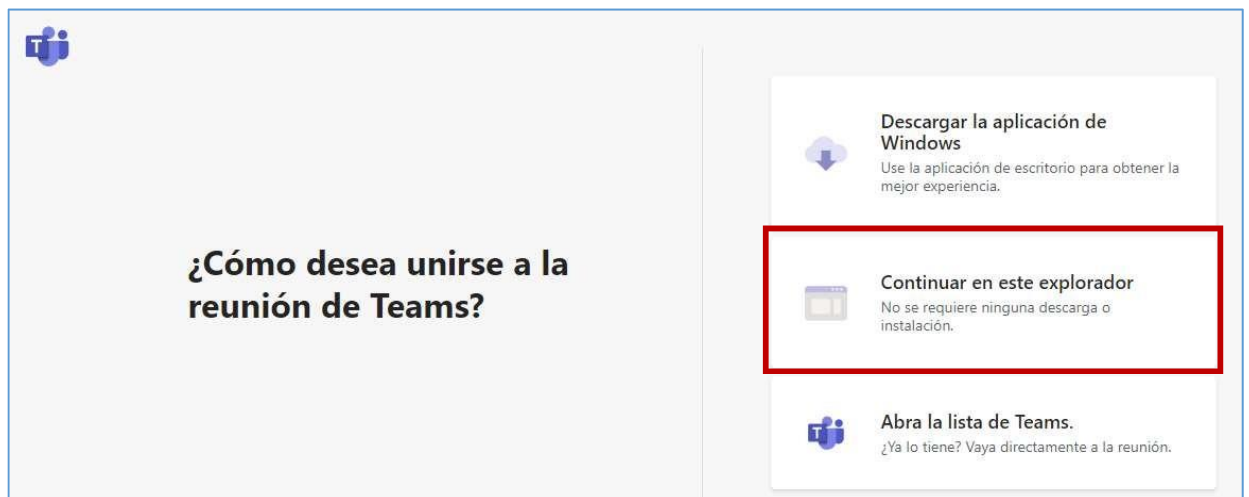 ¿Cómo desea unirse a la
reunión de Teams?
Descargar la aplicación de
Windows
Use la aplicación de escritorio para obtener la
mejor experiencia.
Continuar en este explorador
No se requiere ninguna descarga o
instalación.
Abra la lista de Teams.
¿Ya lo tiene? Vaya directamente a la reunión.